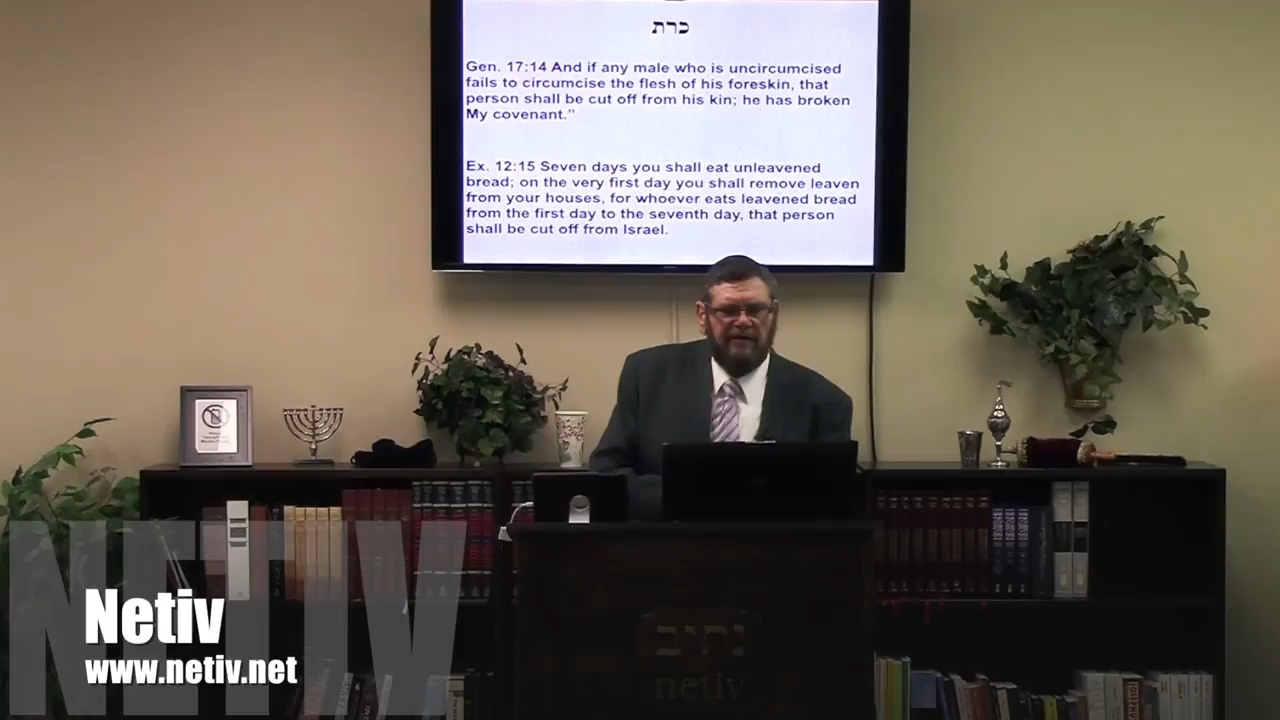 כרת
Gen. 17:14 And if any male who is uncircumcised
fails to circumcise the flesh of his foreskin, that
person shall be cut off from his kin; he has broken
My covenant.”
Ex. 12:15 Seven days you shall eat unleavened
bread; on the very first day you shall remove leaven
from your houses, for whoever eats leavened bread
from the first day to the seventh day, that person
shall be cut off from Israel.
NETIV
Netiv
www.netiv.net
נתיב
netiv